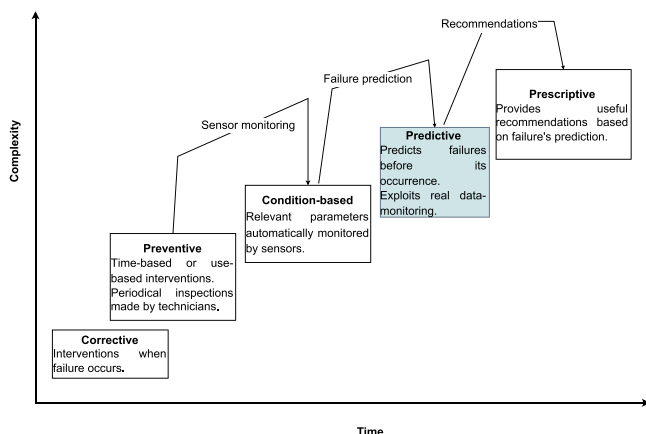 Recommendations
Prescriptive
Provides useful
recommendations based
on failure's prediction.
Failure prediction
Predictive
Predicts failures
before its
occurrence.
Exploits real data-
monitoring.
Sensor monitoring
Condition-based
Relevant parameters
automatically monitored
by sensors.
Preventive
Time-based or use-
based interventions.
Periodical inspections
made by technicians.
Corrective
Interventions when
failure occurs.
Complexity
Time